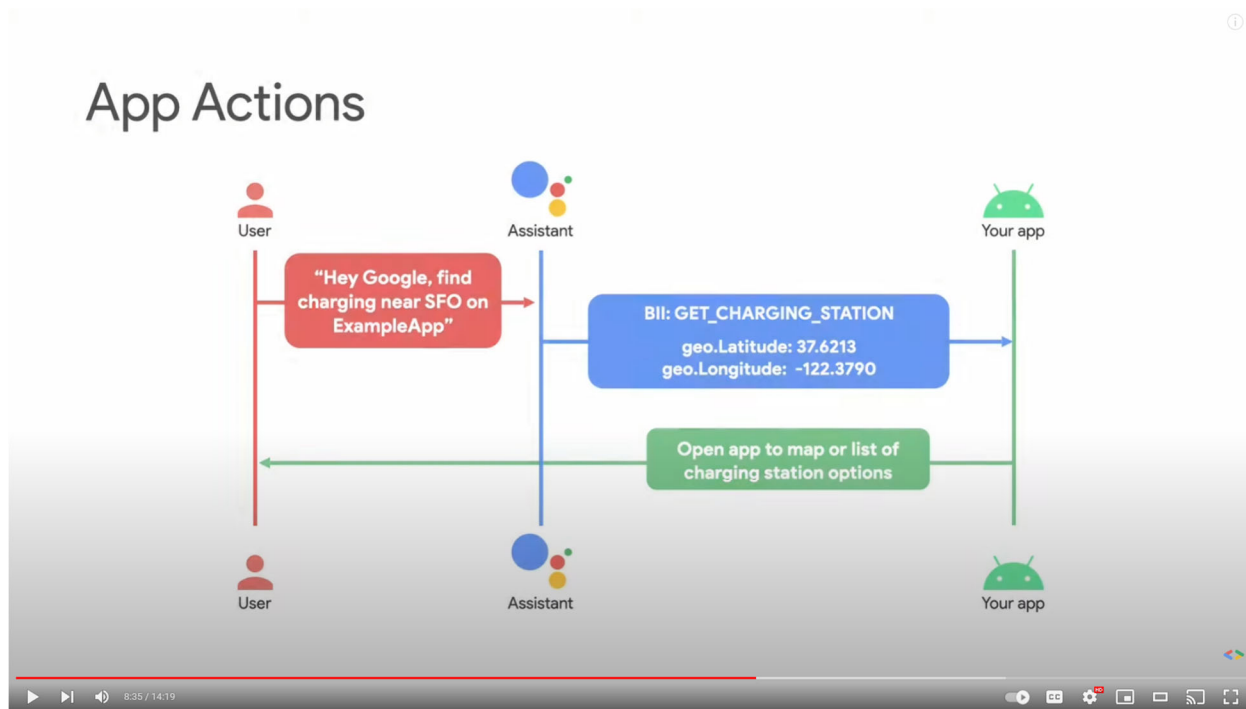 App Actions
User
Assistant
Your app
“Hey Google, find
charging near SFO on
ExampleApp”
BII: GET_CHARGING_STATION
geo.Latitude: 37.6213
geo.Longitude: -122.3790
Open app to map or list of
charging station options
User
Assistant
Your app
8:35 / 14:19
CC
HD